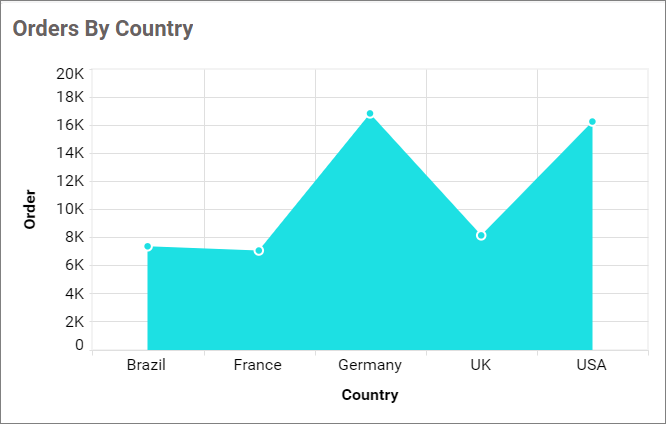 Orders By Country
20K
18K
16K
14K
12K
10K
8K
6K
4K
2K
0
Order
Brazil France Germany UK USA
Country